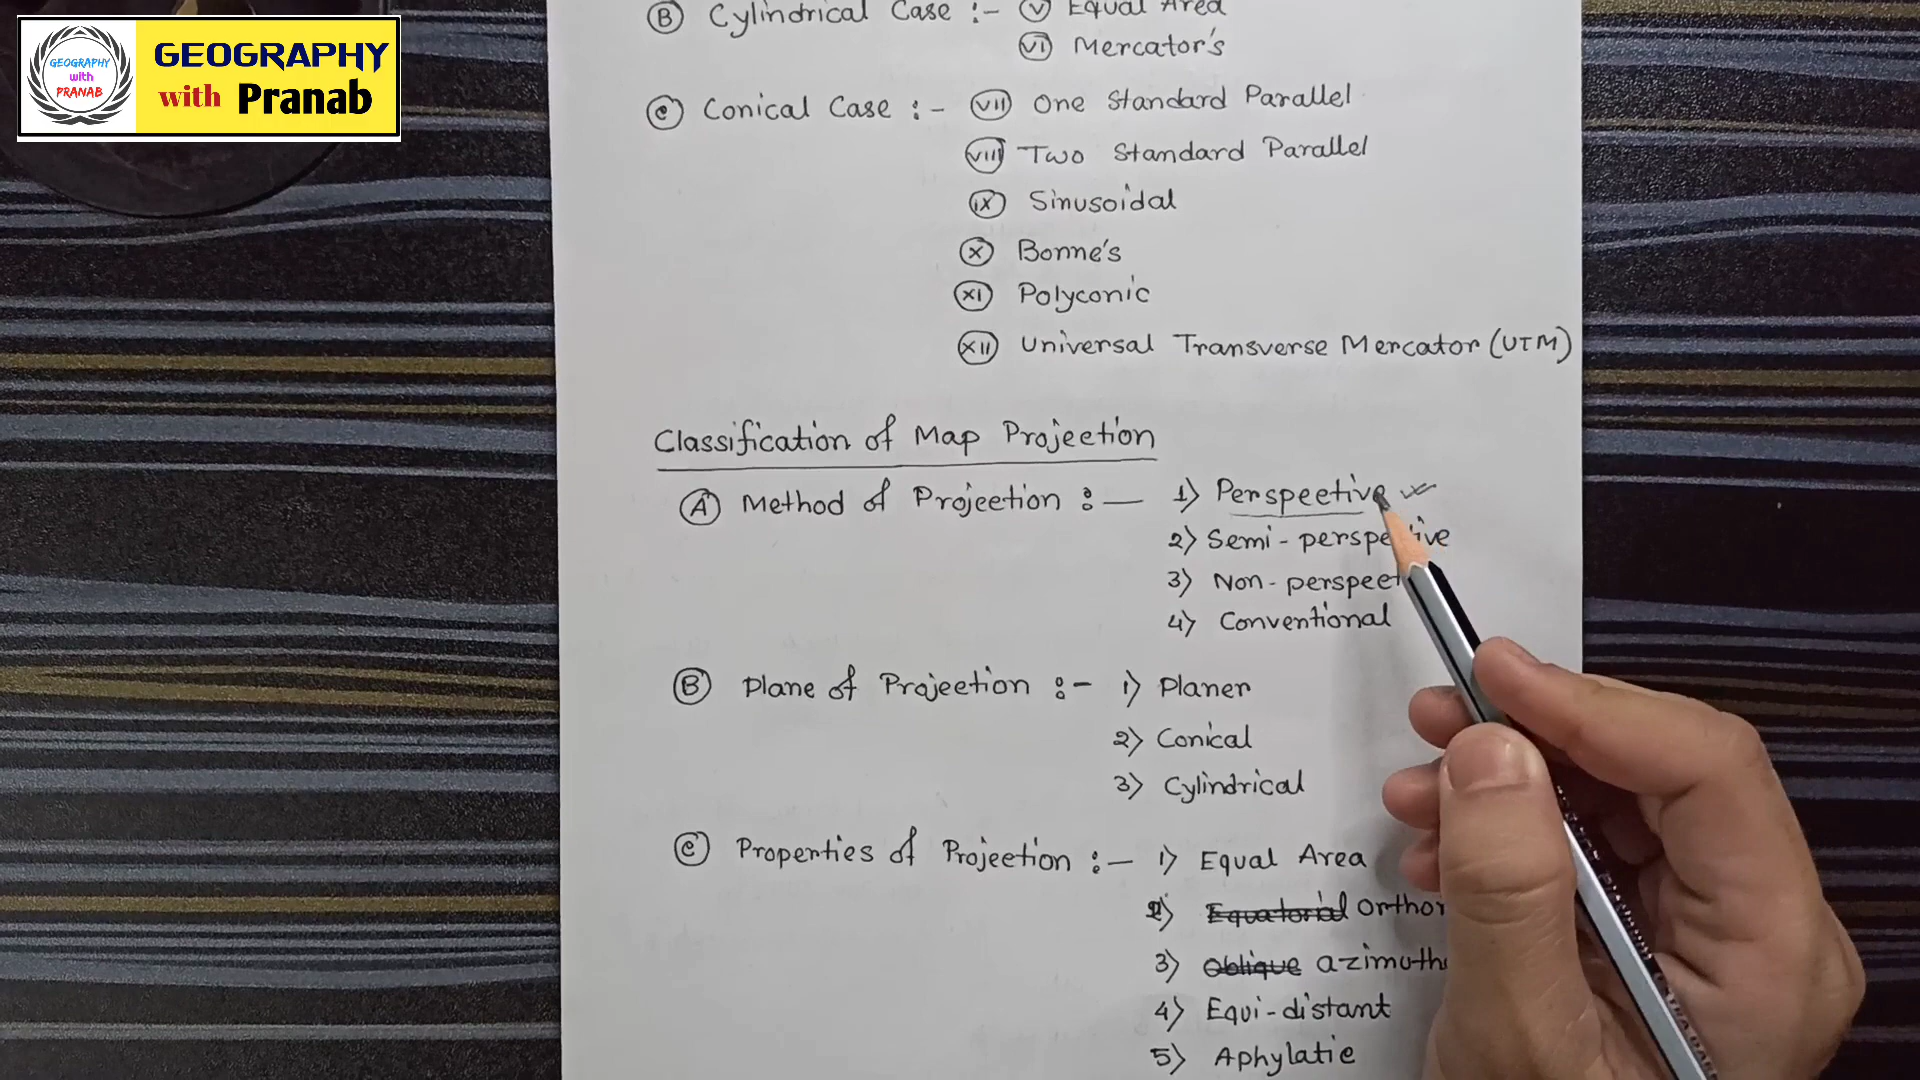 GEOGRAPHY
with
PRANAB
GEOGRAPHY
with Pranab
B Cylindrical Case :- V Equal Area
VI Mercator's
C Conical Case :- VII One Standard Parallel
VIII Two Standard Parallel
IX Sinusoidal
X Bonne's
XI Polyconic
XII Universal Transverse Mercator (UTM)
Classification of Map Projection
A Method of Projection :- 1) Perspective
2) Semi-perspective
3) Non-perspect
4) Conventional
B Plane of Projection :- 1) Planer
2) Conical
3) Cylindrical
C Properties of Projection :- 1) Equal Area
2) Equatorial Orthor
3) Oblique azimuth
4) Equi-distant
5) Aphylatic